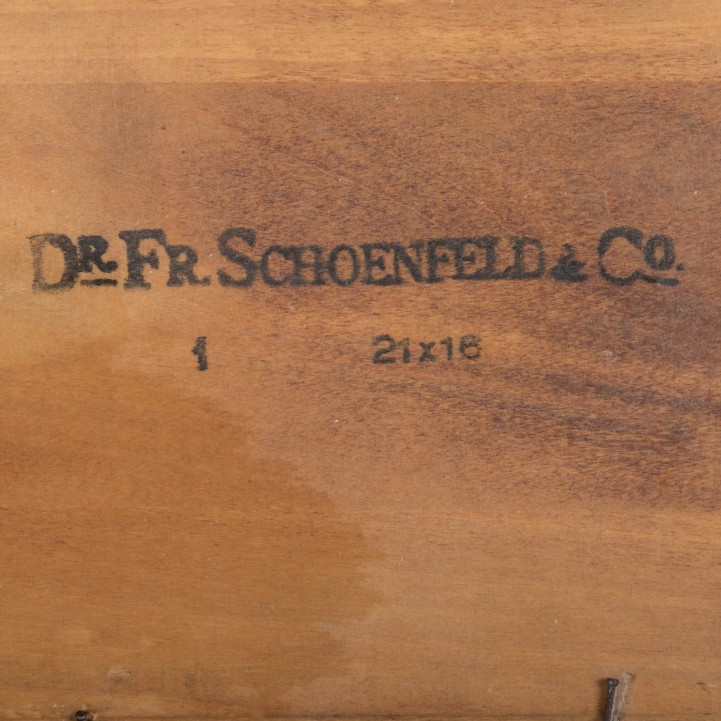 DR. FR. SCHOENFELD & CO.
1 21x16